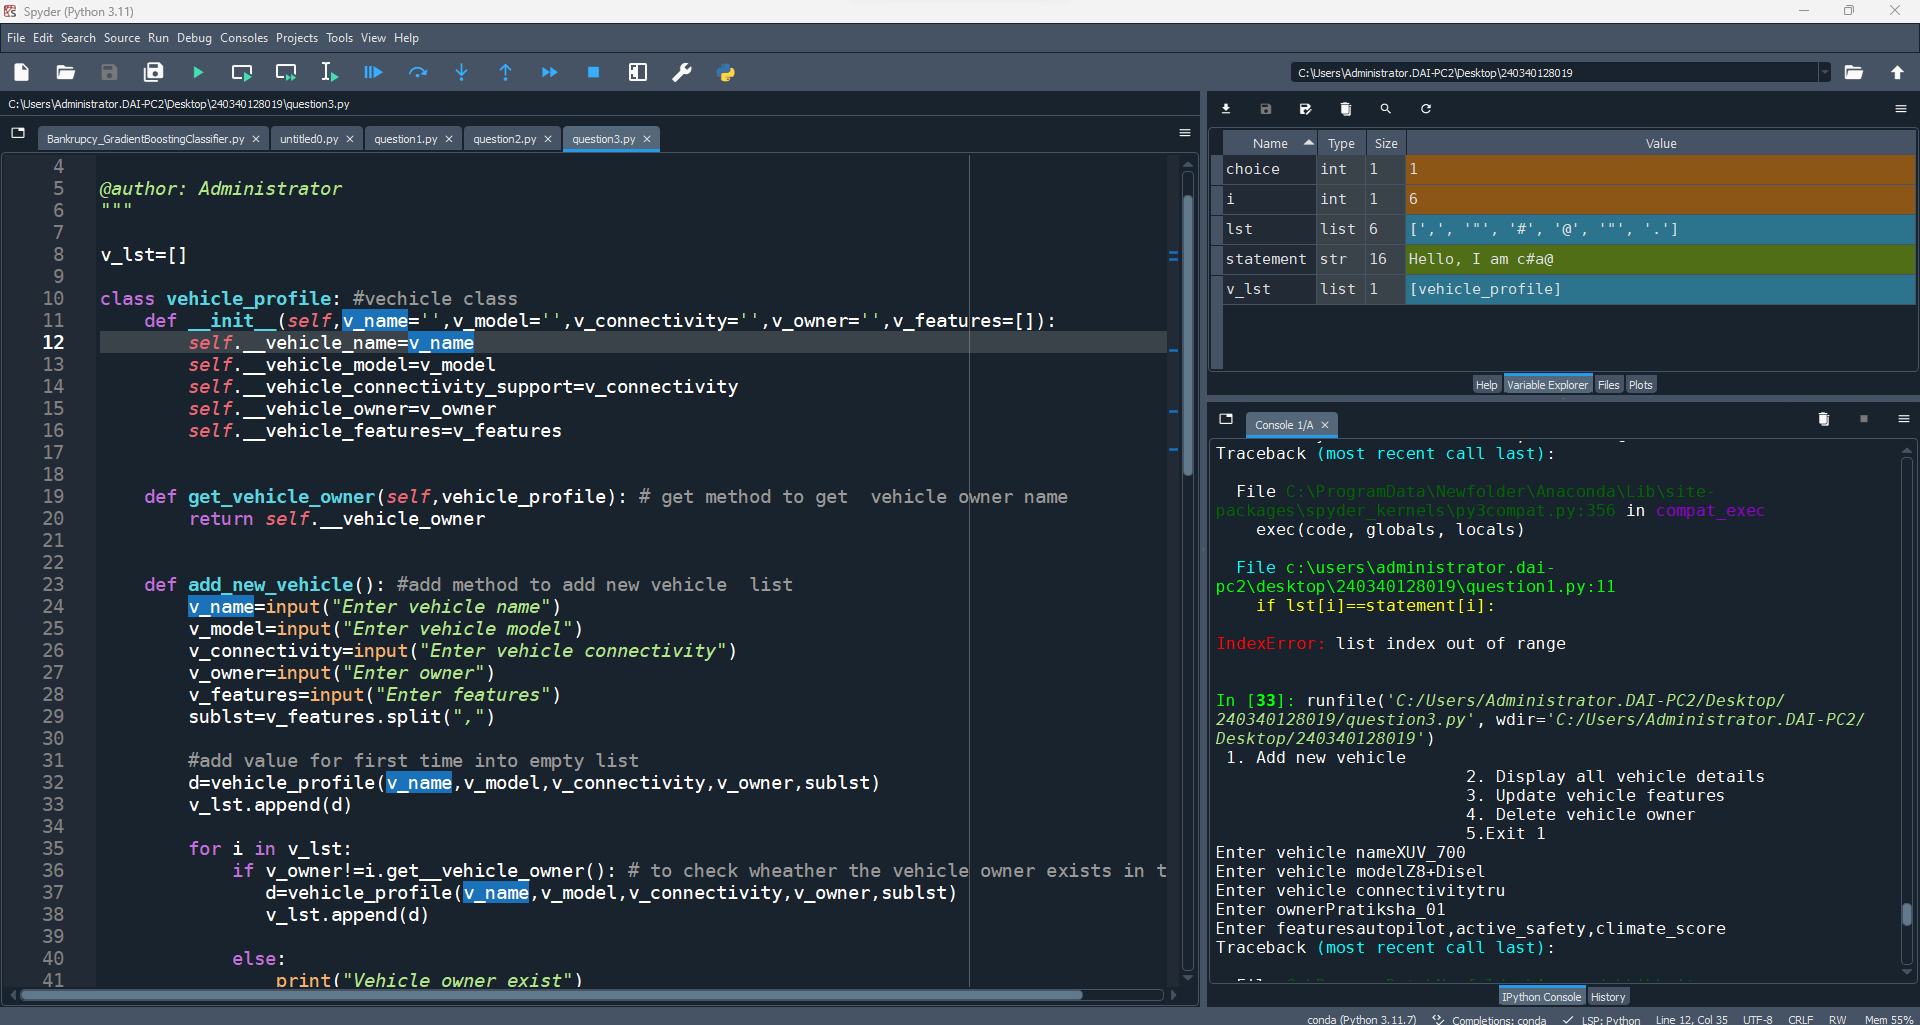 Spyder (Python 3.11)
File Edit Search Source Run Debug Consoles Projects Tools View Help
C:\Users\Administrator.DAI-PC2\Desktop\240340128019
C:\Users\Administrator.DAI-PC2\Desktop\240340128019\question3.py
Bankrupcy_GradientBoostingClassifier.py untitled0.py question1.py question2.py question3.py
4
5 @author: Administrator
6 """
7
8 v_lst=[]
9
10 class vehicle_profile: #vechicle class
11 def __init__(self,v_name='',v_model='',v_connectivity='',v_owner='',v_features=[]):
12 self.__vehicle_name=v_name
13 self.__vehicle_model=v_model
14 self.__vehicle_connectivity_support=v_connectivity
15 self.__vehicle_owner=v_owner
16 self.__vehicle_features=v_features
17
18
19 def get_vehicle_owner(self,vehicle_profile): # get method to get  vehicle owner name
20 return self.__vehicle_owner
21
22
23 def add_new_vehicle(): #add method to add new vehicle  list
24 v_name=input("Enter vehicle name")
25 v_model=input("Enter vehicle model")
26 v_connectivity=input("Enter vehicle connectivity")
27 v_owner=input("Enter owner")
28 v_features=input("Enter features")
29 sublst=v_features.split(",")
30
31 #add value for first time into empty list
32 d=vehicle_profile(v_name,v_model,v_connectivity,v_owner,sublst)
33 v_lst.append(d)
34
35 for i in v_lst:
36 if v_owner!=i.get__vehicle_owner(): # to check wheather the vehicle owner exists in t
37 d=vehicle_profile(v_name,v_model,v_connectivity,v_owner,sublst)
38 v_lst.append(d)
39
40 else:
41 print("Vehicle owner exist")
Name Type Size Value
choice int 1 1
i int 1 6
lst list 6 [',', '"', '#', '@', '"', '.']
statement str 16 Hello, I am c#a@
v_lst list 1 [vehicle_profile]
Help Variable Explorer Files Plots
Console 1/A
Traceback (most recent call last):
File C:\ProgramData\Newfolder\Anaconda\Lib\site-
packages\spyder_kernels\py3compat.py:356 in compat_exec
exec(code, globals, locals)
File c:\users\administrator.dai-
pc2\desktop\240340128019\question1.py:11
if lst[i]==statement[i]:
IndexError: list index out of range
In [33]: runfile('C:/Users/Administrator.DAI-PC2/Desktop/
240340128019/question3.py', wdir='C:/Users/Administrator.DAI-PC2/
Desktop/240340128019')
1. Add new vehicle
2. Display all vehicle details
3. Update vehicle features
4. Delete vehicle owner
5.Exit 1
Enter vehicle nameXUV_700
Enter vehicle modelZ8+Disel
Enter vehicle connectivitytru
Enter ownerPratiksha_01
Enter featuresautopilot,active_safety,climate_score
Traceback (most recent call last):
IPython Console History
conda (Python 3.11.7) Completions: conda LSP: Python Line 12, Col 35 UTF-8 CRLF RW Mem 55%